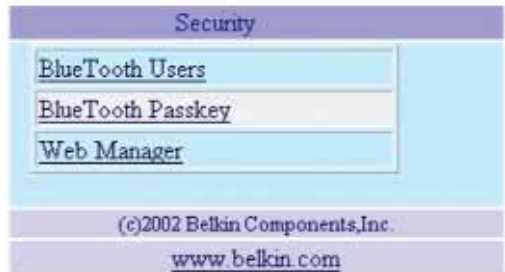 Security
BlueTooth Users
BlueTooth Passkey
Web Manager
(c)2002 Belkin Components,Inc.
www.belkin.com